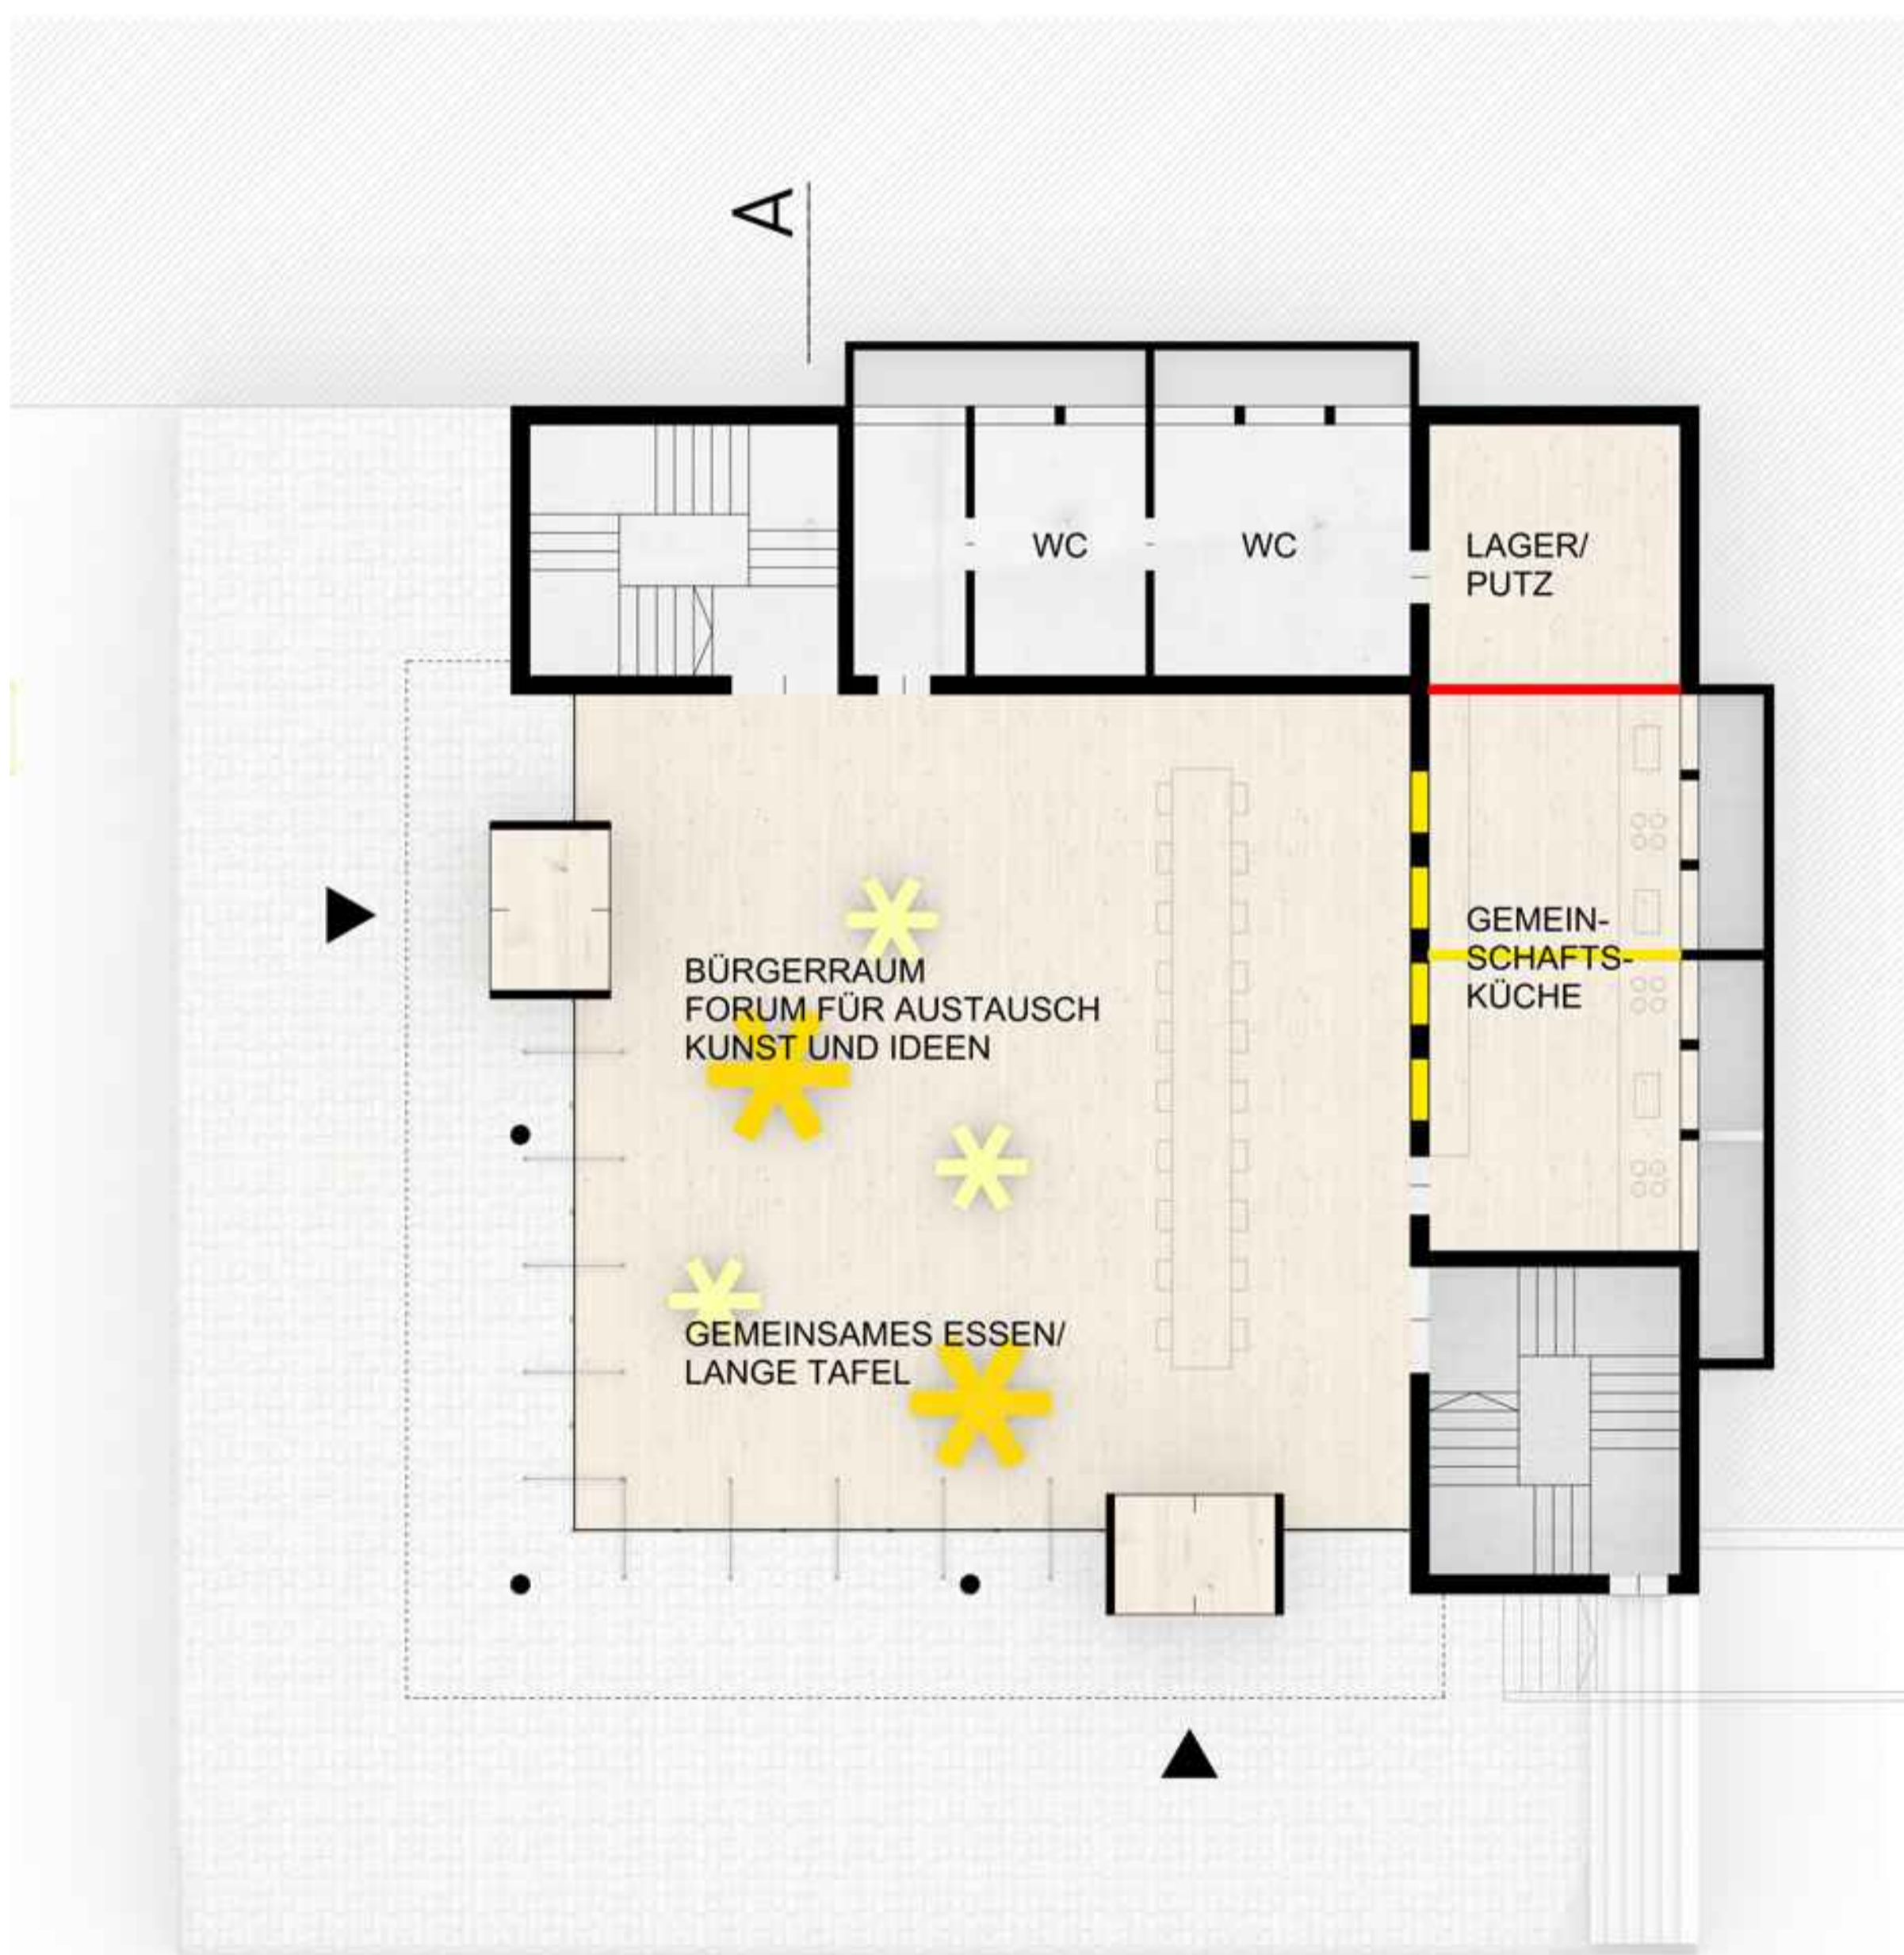 A
WC
WC
LAGER/
PUTZ
GEMEIN-
SCHAFTS-
KÜCHE
BÜRGERRAUM
FORUM FÜR AUSTAUSCH
KUNST UND IDEEN
GEMEINSAMES ESSEN/
LANGE TAFEL